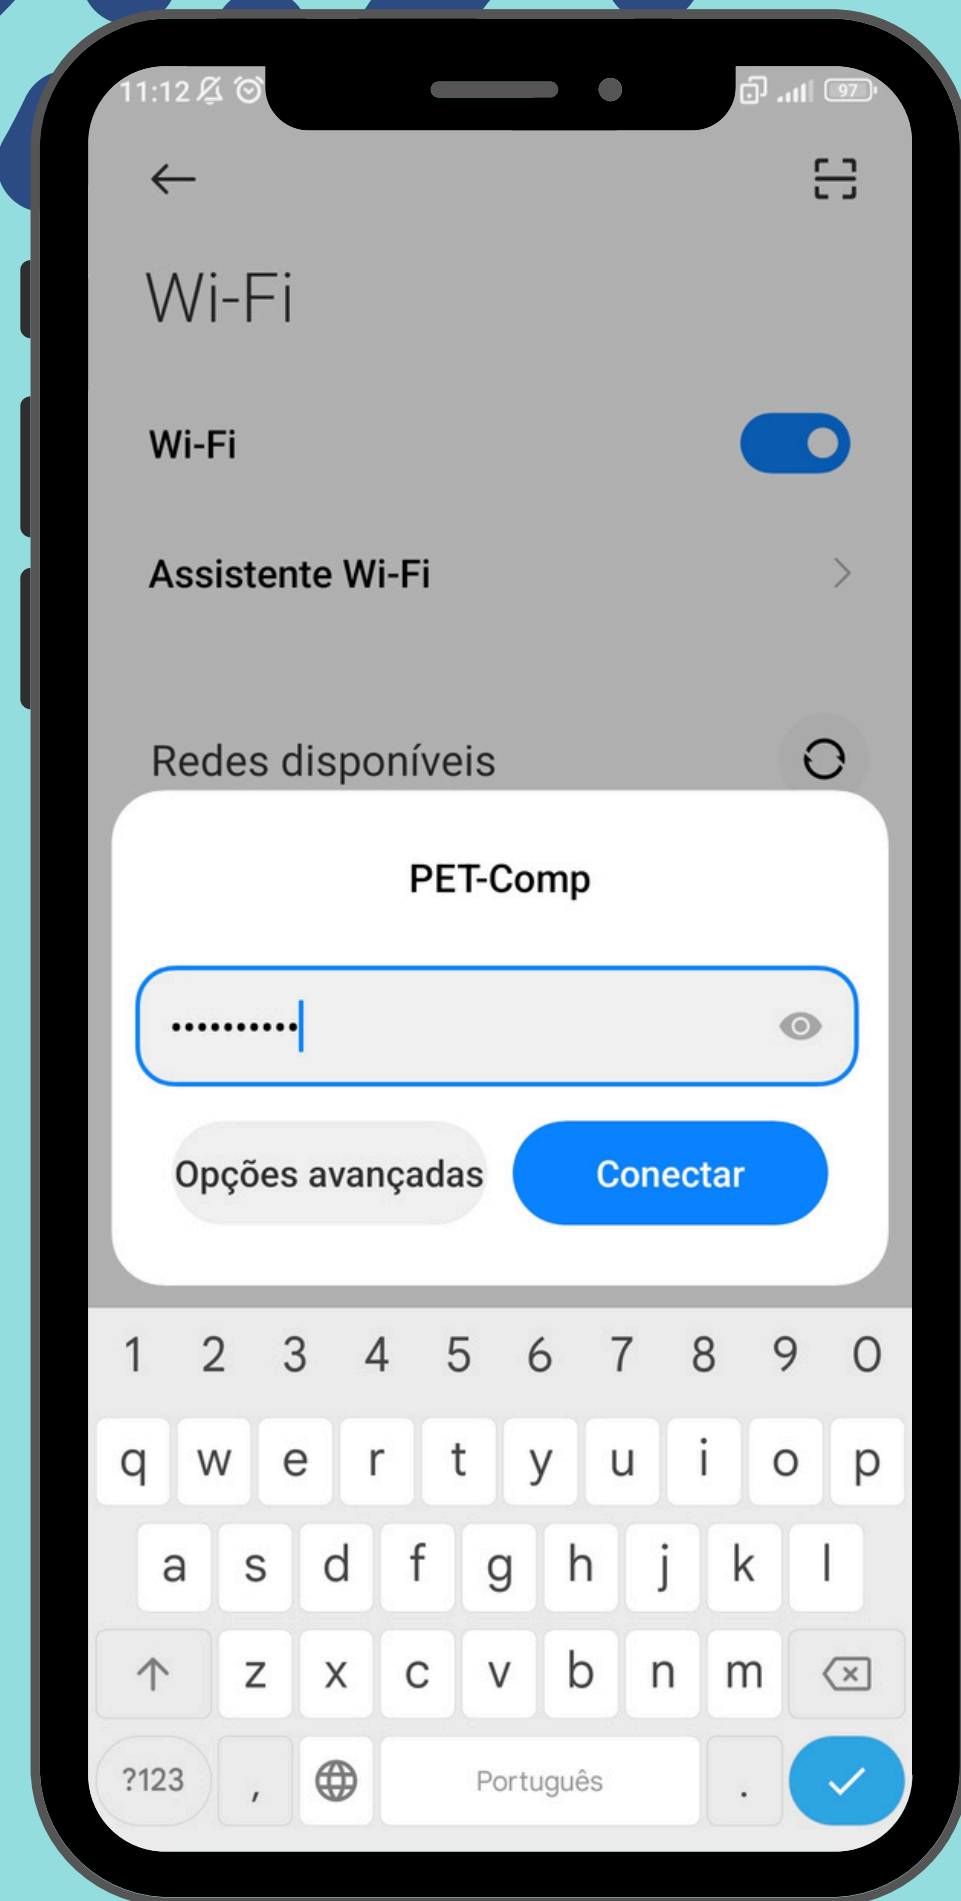 11:12 97
Wi-Fi
Wi-Fi
Assistente Wi-Fi
Redes disponíveis
PET-Comp
••••••••••
Opções avançadas Conectar
1 2 3 4 5 6 7 8 9 0
q w e r t y u i o p
a s d f g h j k l
z x c v b n m
?123 , Português .